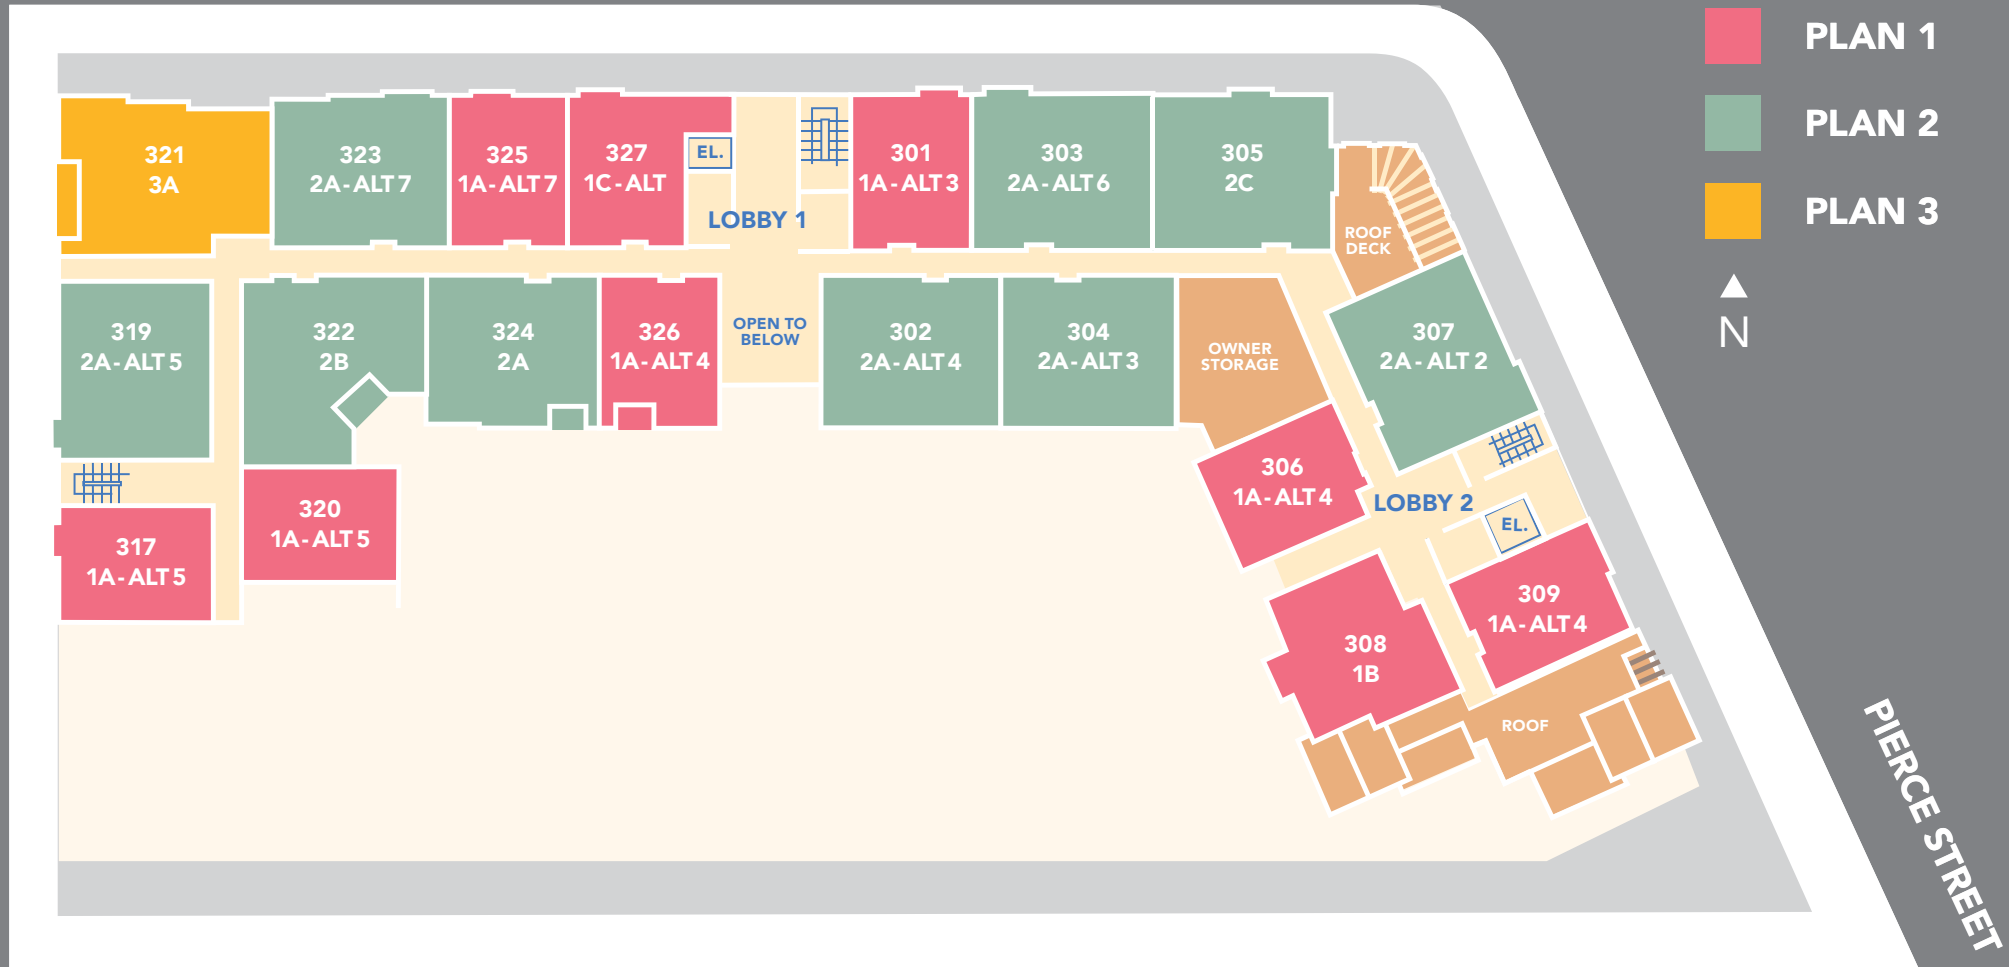 PLAN 1
PLAN 2
PLAN 3
N
321
3A
323
2A - ALT 7
325
1A - ALT 7
327
1C - ALT
EL.
LOBBY 1
301
1A - ALT 3
303
2A - ALT 6
305
2C
ROOF
DECK
319
2A - ALT 5
322
2B
324
2A
326
1A - ALT 4
OPEN TO
BELOW
302
2A - ALT 4
304
2A - ALT 3
OWNER
STORAGE
307
2A - ALT 2
306
1A - ALT 4
LOBBY 2
EL.
317
1A - ALT 5
320
1A - ALT 5
309
1A - ALT 4
308
1B
ROOF
PIERCE STREET